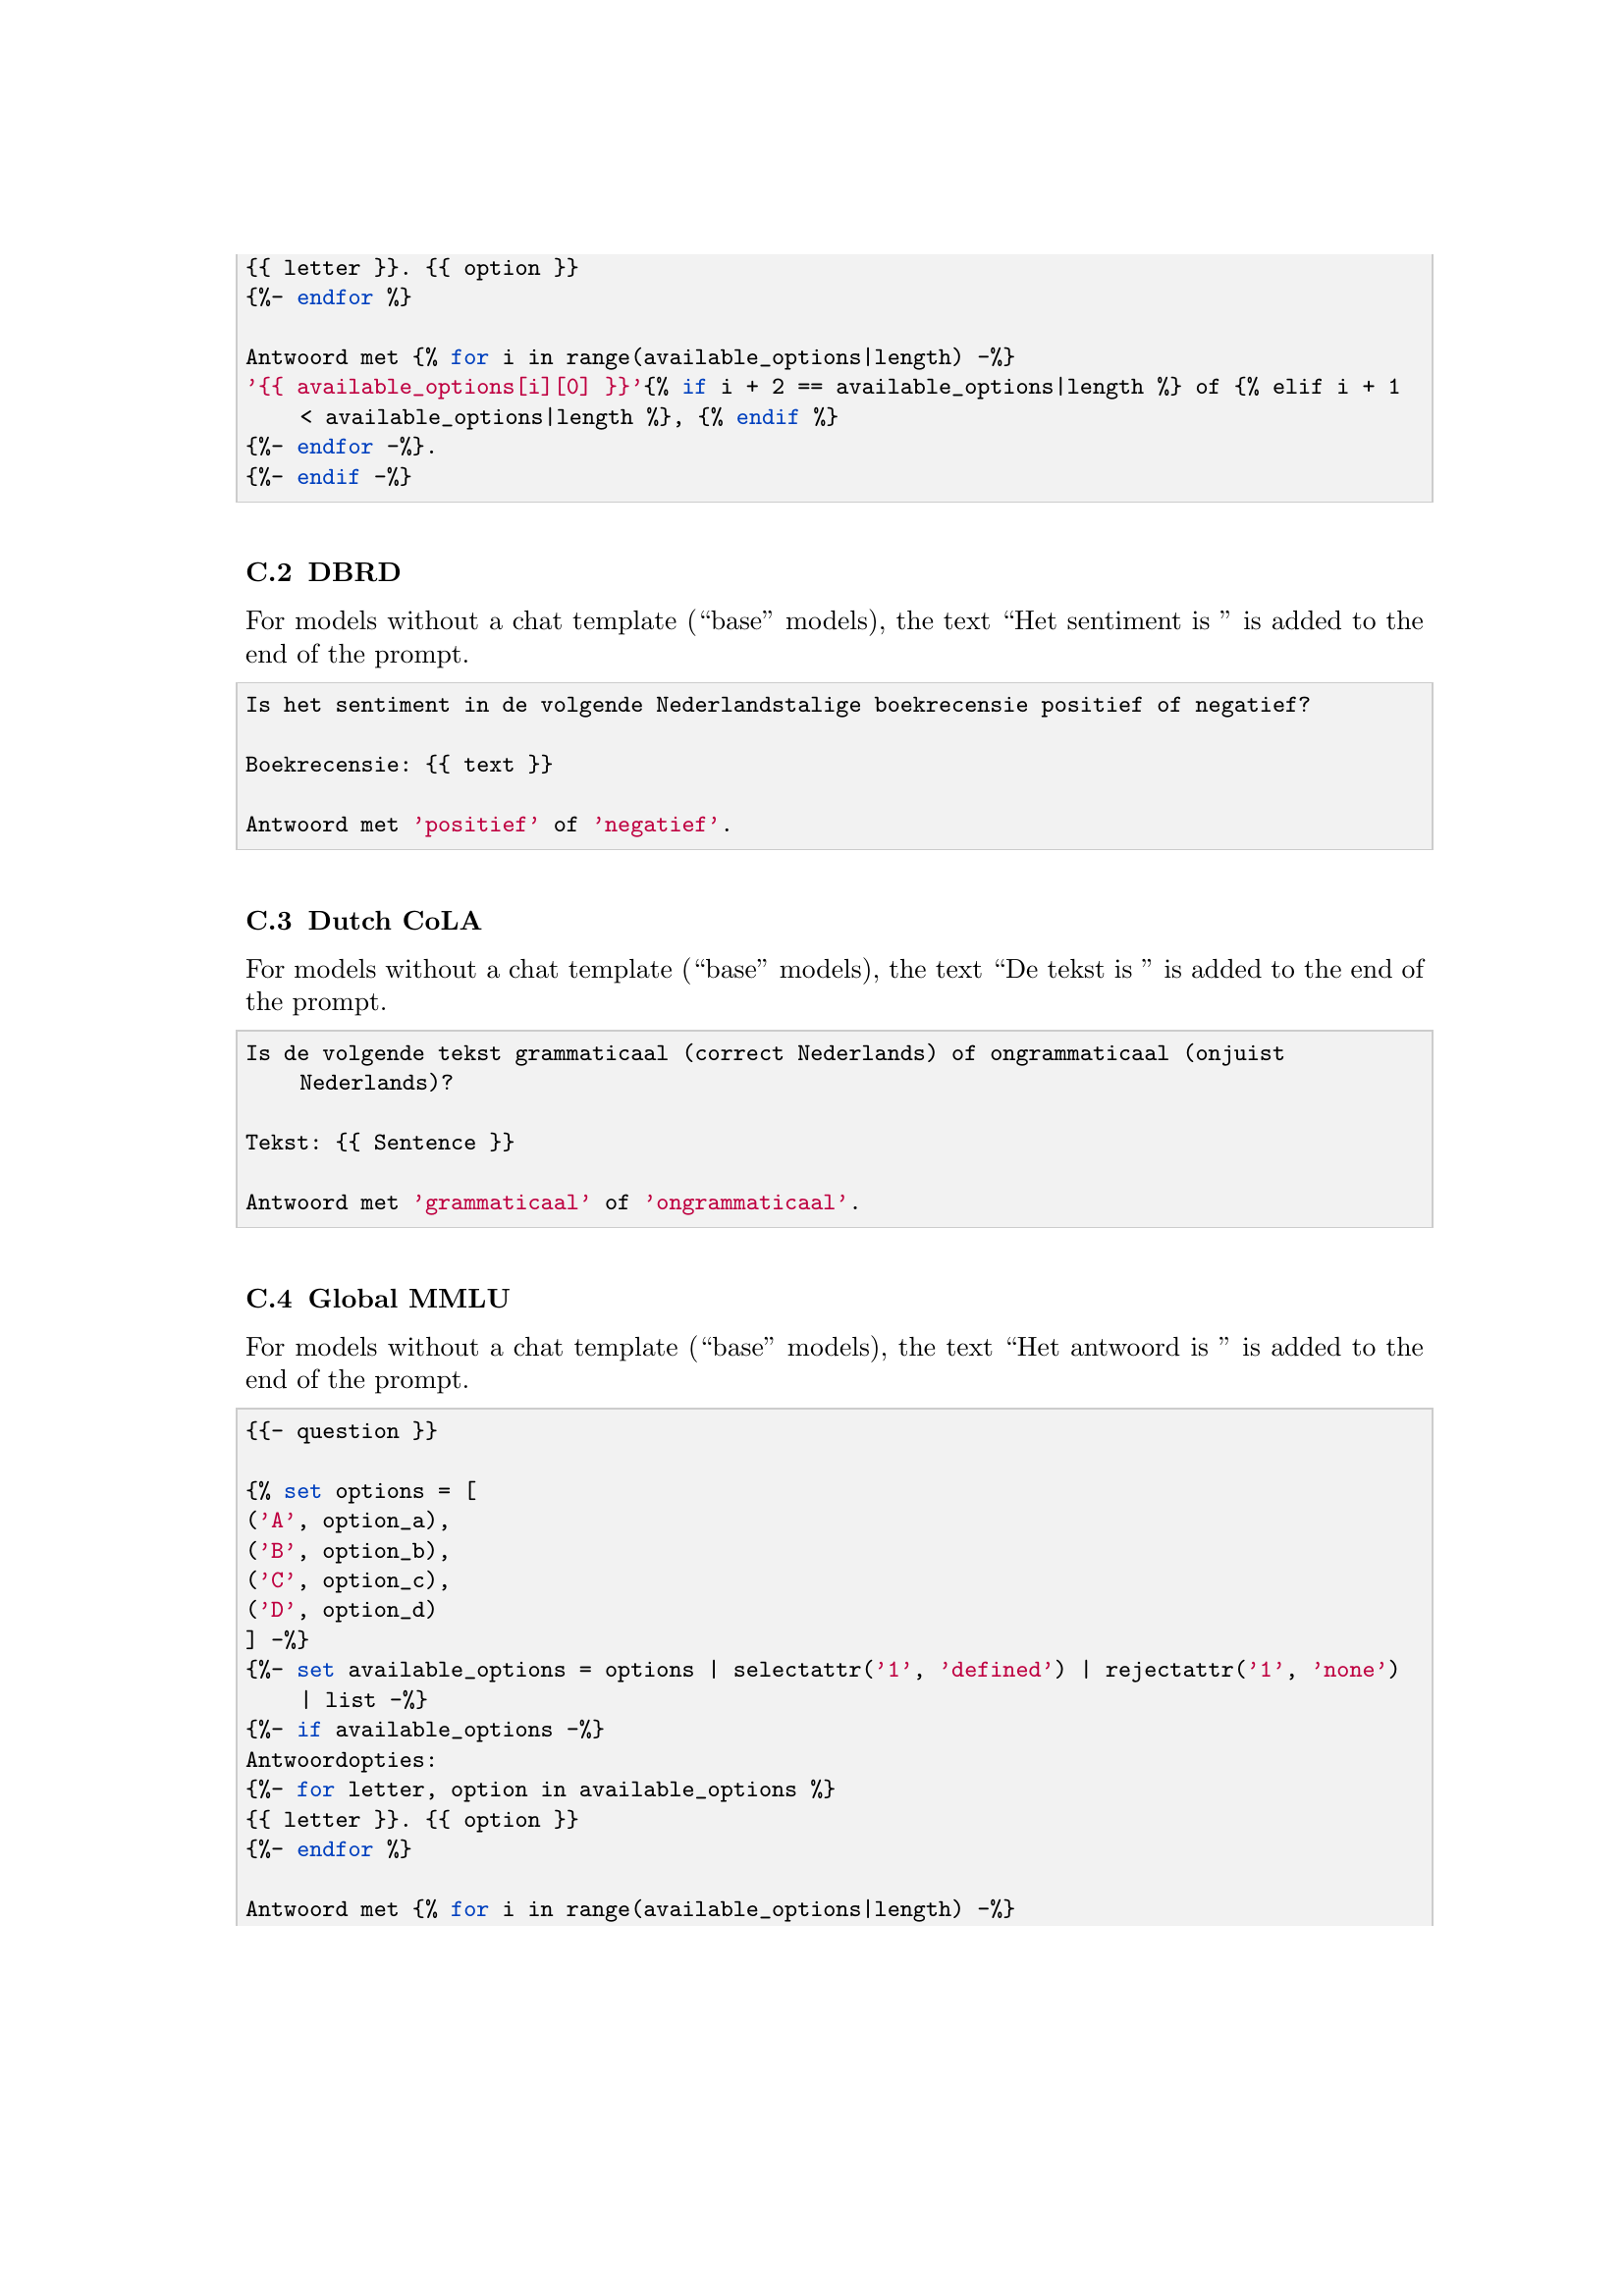 {{ letter }}. {{ option }}
{%- endfor %}
Antwoord met {% for i in range(available_options|length) -%}
'{{ available_options[i][0] }}'{% if i + 2 == available_options|length %} of {% elif i + 1
< available_options|length %}, {% endif %}
{%- endfor -%}.
{%- endif -%}
C.2 DBRD
For models without a chat template (“base” models), the text “Het sentiment is ” is added to the
end of the prompt.
Is het sentiment in de volgende Nederlandstalige boekrecensie positief of negatief?
Boekrecensie: {{ text }}
Antwoord met 'positief' of 'negatief'.
C.3 Dutch CoLA
For models without a chat template (“base” models), the text “De tekst is ” is added to the end of
the prompt.
Is de volgende tekst grammaticaal (correct Nederlands) of ongrammaticaal (onjuist
Nederlands)?
Tekst: {{ Sentence }}
Antwoord met 'grammaticaal' of 'ongrammaticaal'.
C.4 Global MMLU
For models without a chat template (“base” models), the text “Het antwoord is ” is added to the
end of the prompt.
{{- question }}
{% set options = [
('A', option_a),
('B', option_b),
('C', option_c),
('D', option_d)
] -%}
{%- set available_options = options | selectattr('1', 'defined') | rejectattr('1', 'none')
| list -%}
{%- if available_options -%}
Antwoordopties:
{%- for letter, option in available_options %}
{{ letter }}. {{ option }}
{%- endfor %}
Antwoord met {% for i in range(available_options|length) -%}